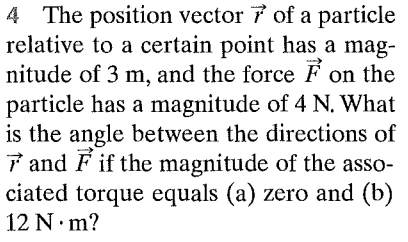 4 The position vector r⃗ of a particle
relative to a certain point has a mag-
nitude of 3 m, and the force F⃗ on the
particle has a magnitude of 4 N. What
is the angle between the directions of
r⃗ and F⃗ if the magnitude of the asso-
ciated torque equals (a) zero and (b)
12 N · m?